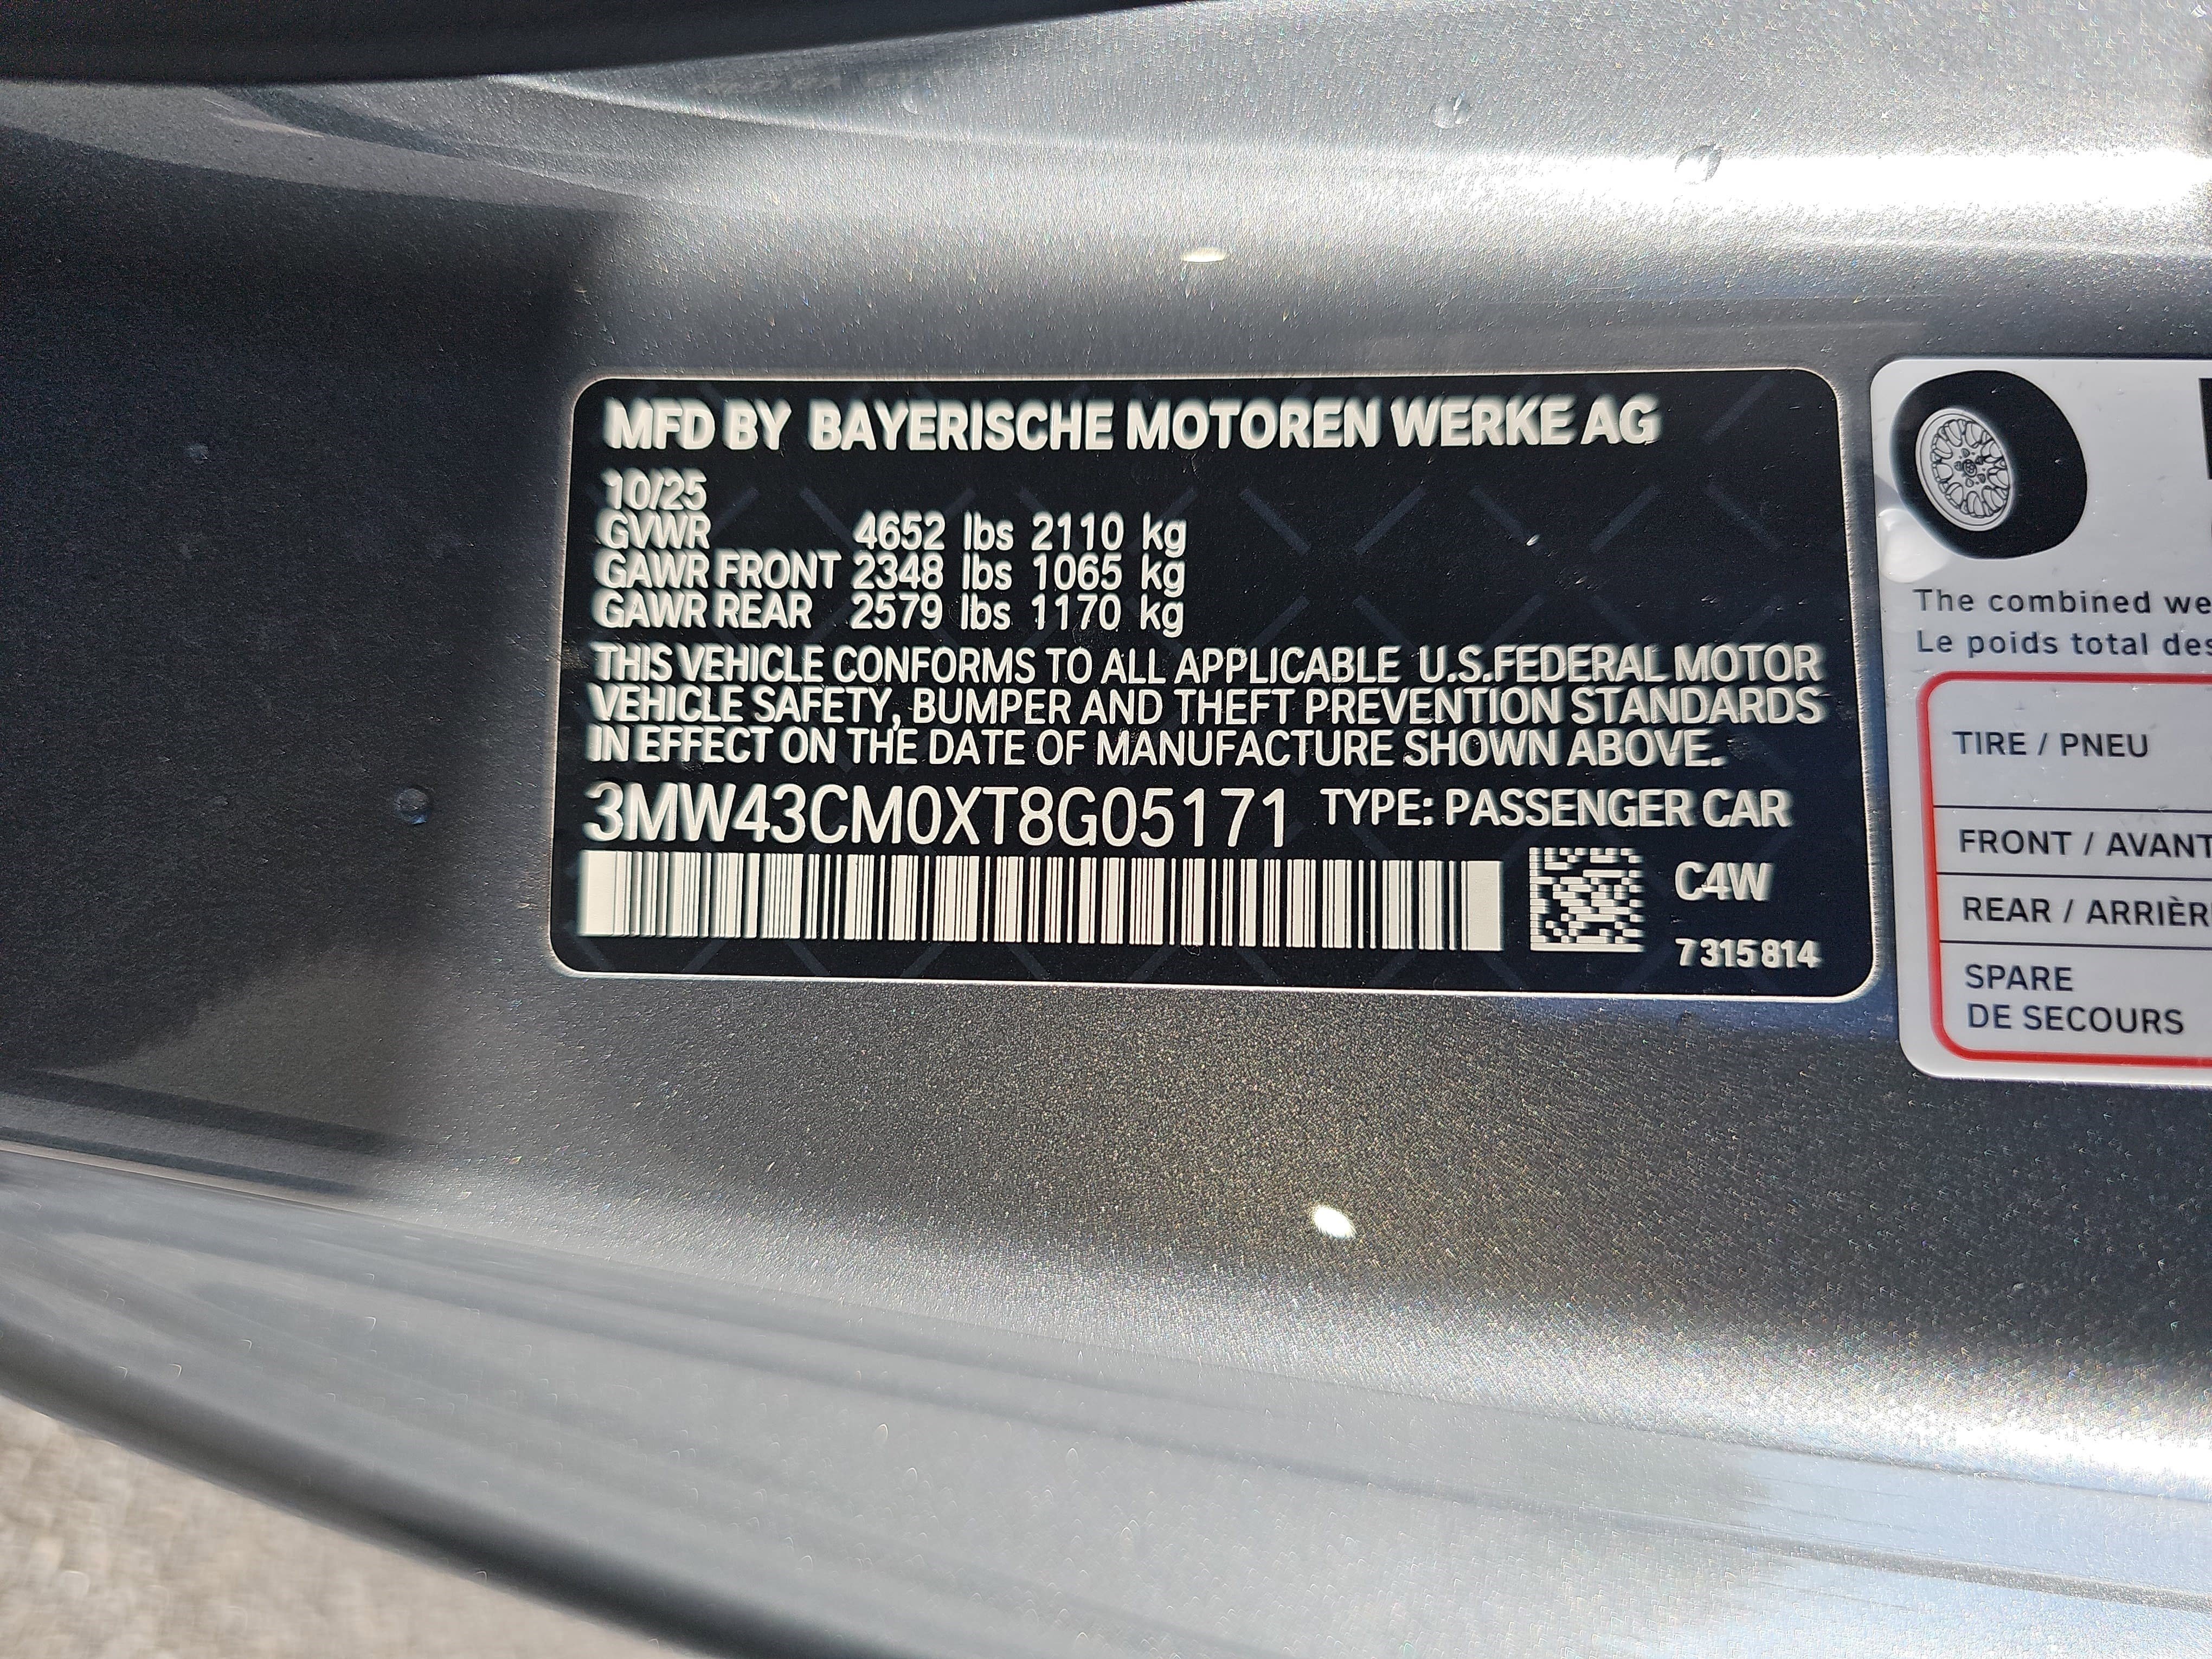 MFD BY BAYERISCHE MOTOREN WERKE AG
10/25
GVWR 4652 lbs 2110 kg
GAWR FRONT 2348 lbs 1065 kg
GAWR REAR 2579 lbs 1170 kg
THIS VEHICLE CONFORMS TO ALL APPLICABLE U.S.FEDERAL MOTOR
VEHICLE SAFETY, BUMPER AND THEFT PREVENTION STANDARDS
IN EFFECT ON THE DATE OF MANUFACTURE SHOWN ABOVE.
3MW43CM0XT8G05171 TYPE: PASSENGER CAR
C4W
7 315 814
The combined we
Le poids total des
TIRE / PNEU
FRONT / AVANT
REAR / ARRIÈR
SPARE
DE SECOURS